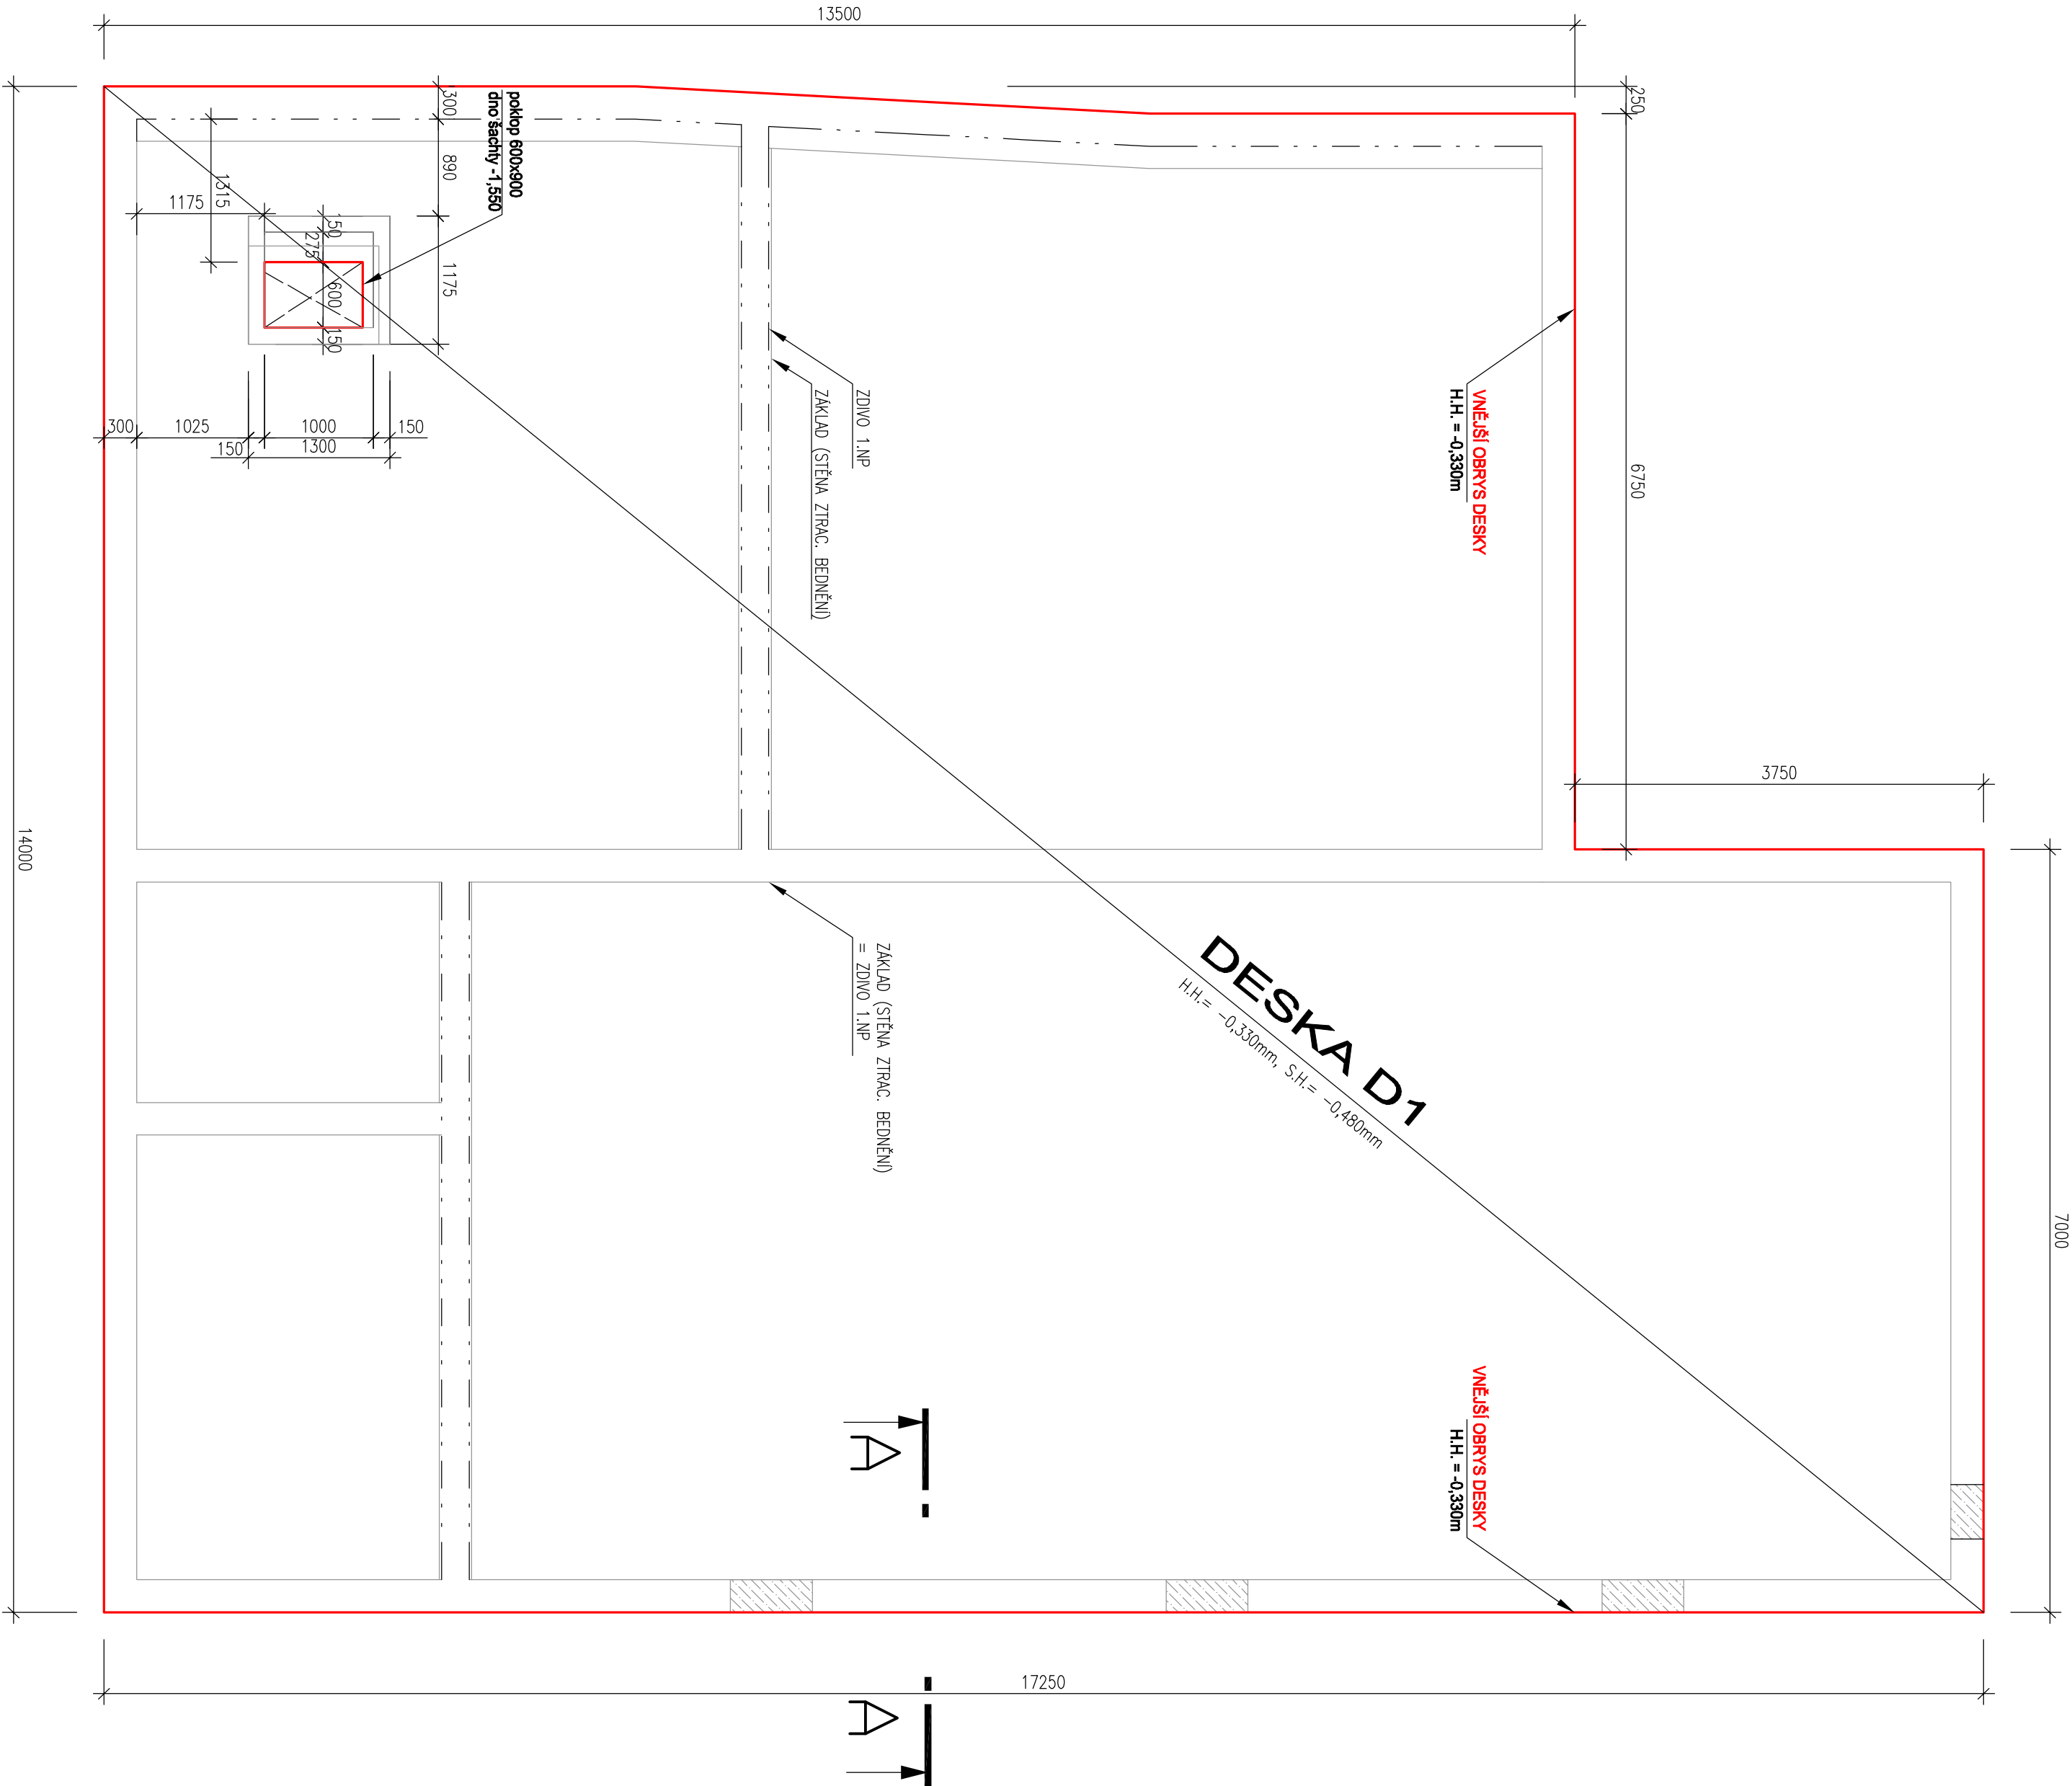 13500
250
6750
3750
7000
14000
17250
300
890
1175
1315
1175
150
275
600
150
300
1025
1000
150
150
1300
poklop 600x900
dno šachty -1,550
ZDIVO 1.NP
ZÁKLAD (STĚNA ZTRAC. BEDNĚNÍ)
VNĚJŠÍ OBRYS DESKY
H.H. = -0,330m
ZÁKLAD (STĚNA ZTRAC. BEDNĚNÍ)
= ZDIVO 1.NP
DESKA D1
H.H.= -0,330mm, S.H.= -0,480mm
VNĚJŠÍ OBRYS DESKY
H.H. = -0,330m
A
A